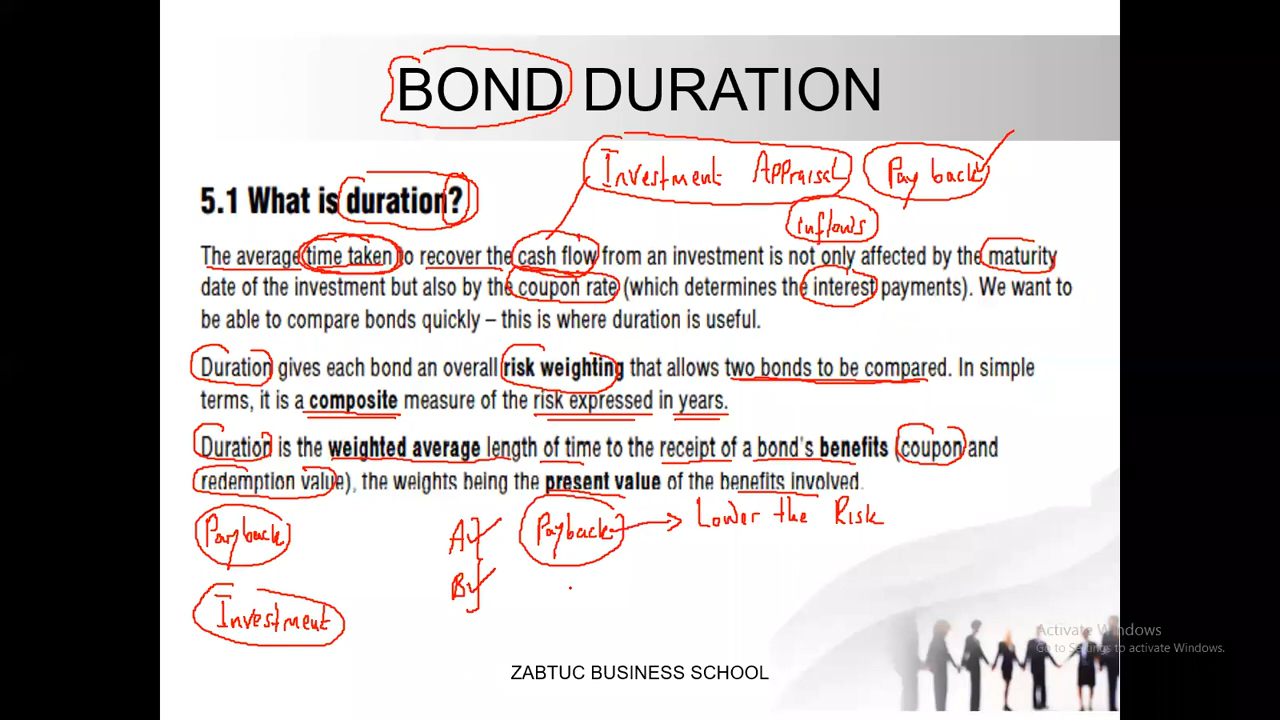 BOND DURATION
Investment Appraisal Payback
inflows
5.1 What is duration?
The average time taken to recover the cash flow from an investment is not only affected by the maturity
date of the investment but also by the coupon rate (which determines the interest payments). We want to
be able to compare bonds quickly – this is where duration is useful.
Duration gives each bond an overall risk weighting that allows two bonds to be compared. In simple
terms, it is a composite measure of the risk expressed in years.
Duration is the weighted average length of time to the receipt of a bond's benefits (coupon and
redemption value), the weights being the present value of the benefits involved.
Payback A Payback → Lower the Risk
B
Investment
Activate Windows
Go to Settings to activate Windows.
ZABTUC BUSINESS SCHOOL